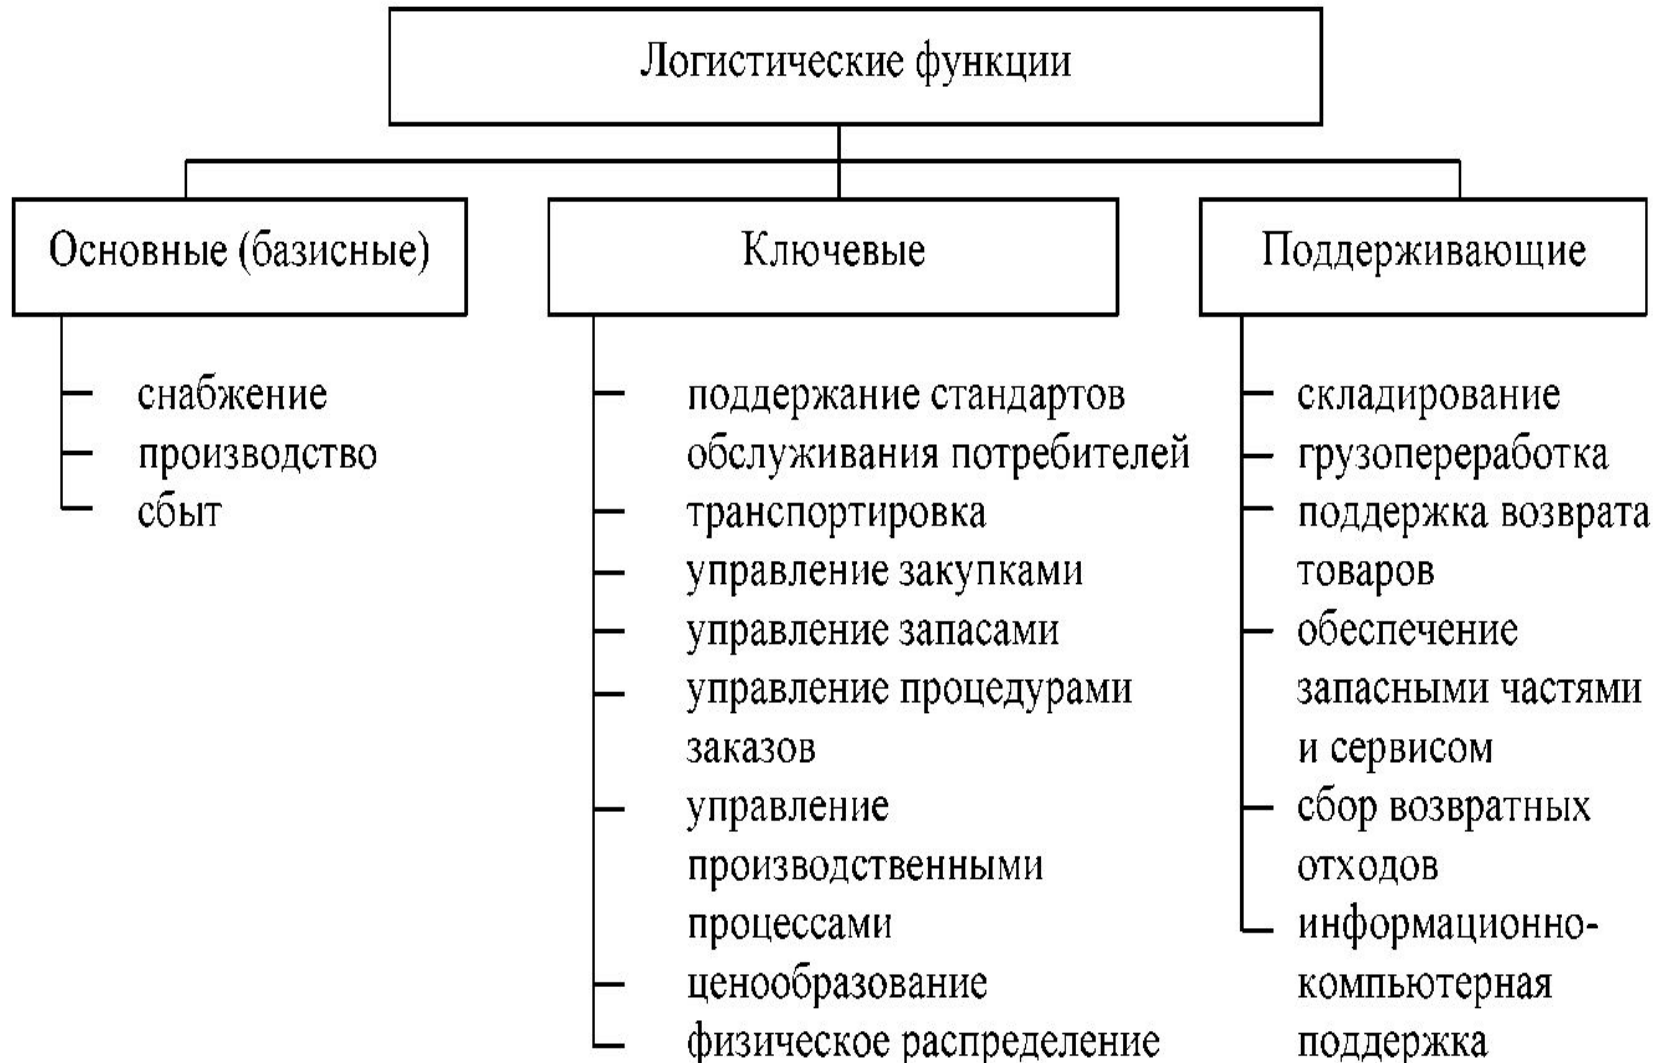 Логистические функции
Основные (базисные)
снабжение
производство
сбыт
Ключевые
поддержание стандартов
обслуживания потребителей
транспортировка
управление закупками
управление запасами
управление процедурами
заказов
управление
производственными
процессами
ценообразование
физическое распределение
Поддерживающие
складирование
грузопереработка
поддержка возврата
товаров
обеспечение
запасными частями
и сервисом
сбор возвратных
отходов
информационно-
компьютерная
поддержка